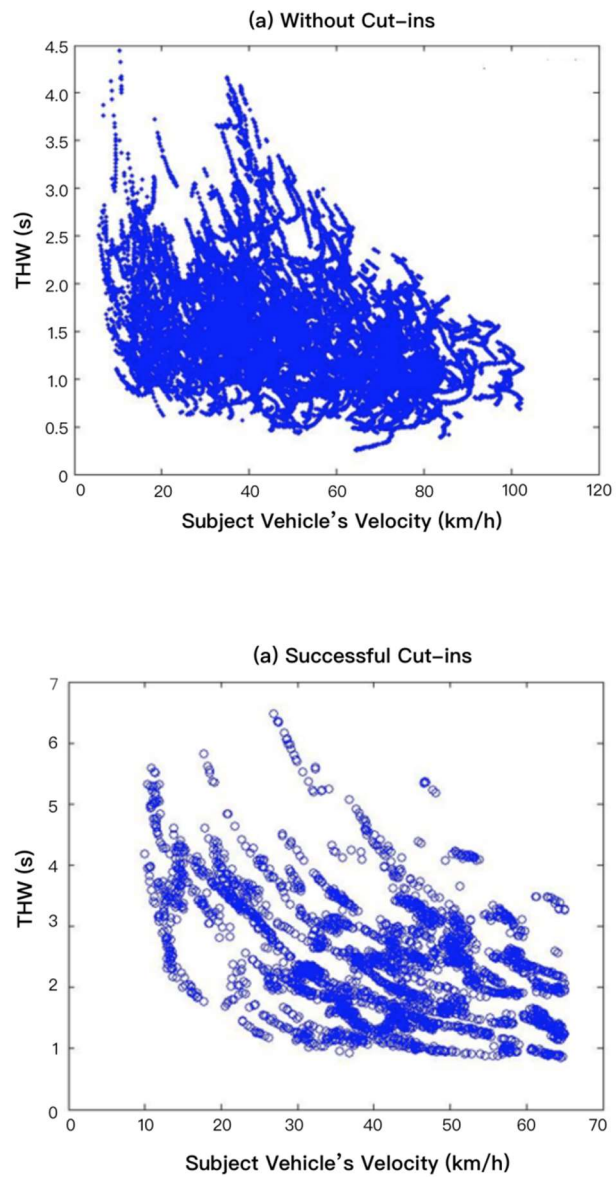 (a) Without Cut-ins
4.5
4.0
3.5
3.0
2.5
2.0
1.5
1.0
0.5
0
THW (s)
0 20 40 60 80 100 120
Subject Vehicle's Velocity (km/h)
(a) Successful Cut-ins
7
6
5
4
3
2
1
0
THW (s)
10 20 30 40 50 60 70
Subject Vehicle's Velocity (km/h)